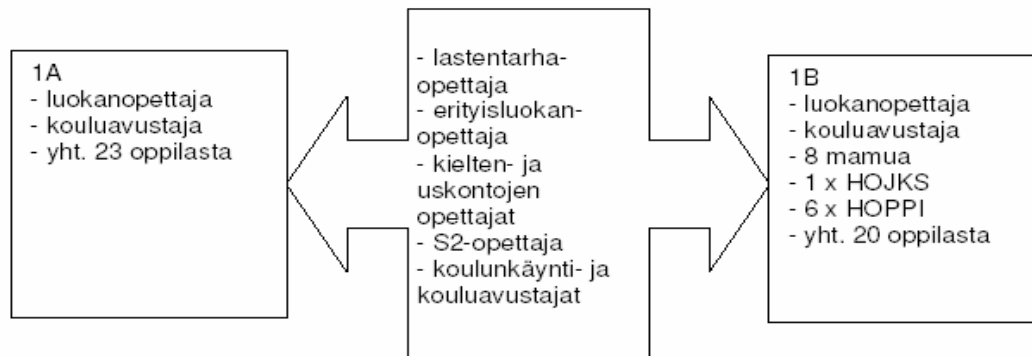 1A
- luokanopettaja
- kouluavustaja
- yht. 23 oppilasta
- lastentarha-
opettaja
- erityisluokan-
opettaja
- kielten- ja
uskontojen
opettajat
- S2-opettaja
- koulunkäynti- ja
kouluavustajat
1B
- luokanopettaja
- kouluavustaja
- 8 mamua
- 1 x HOJKS
- 6 x HOPPI
- yht. 20 oppilasta